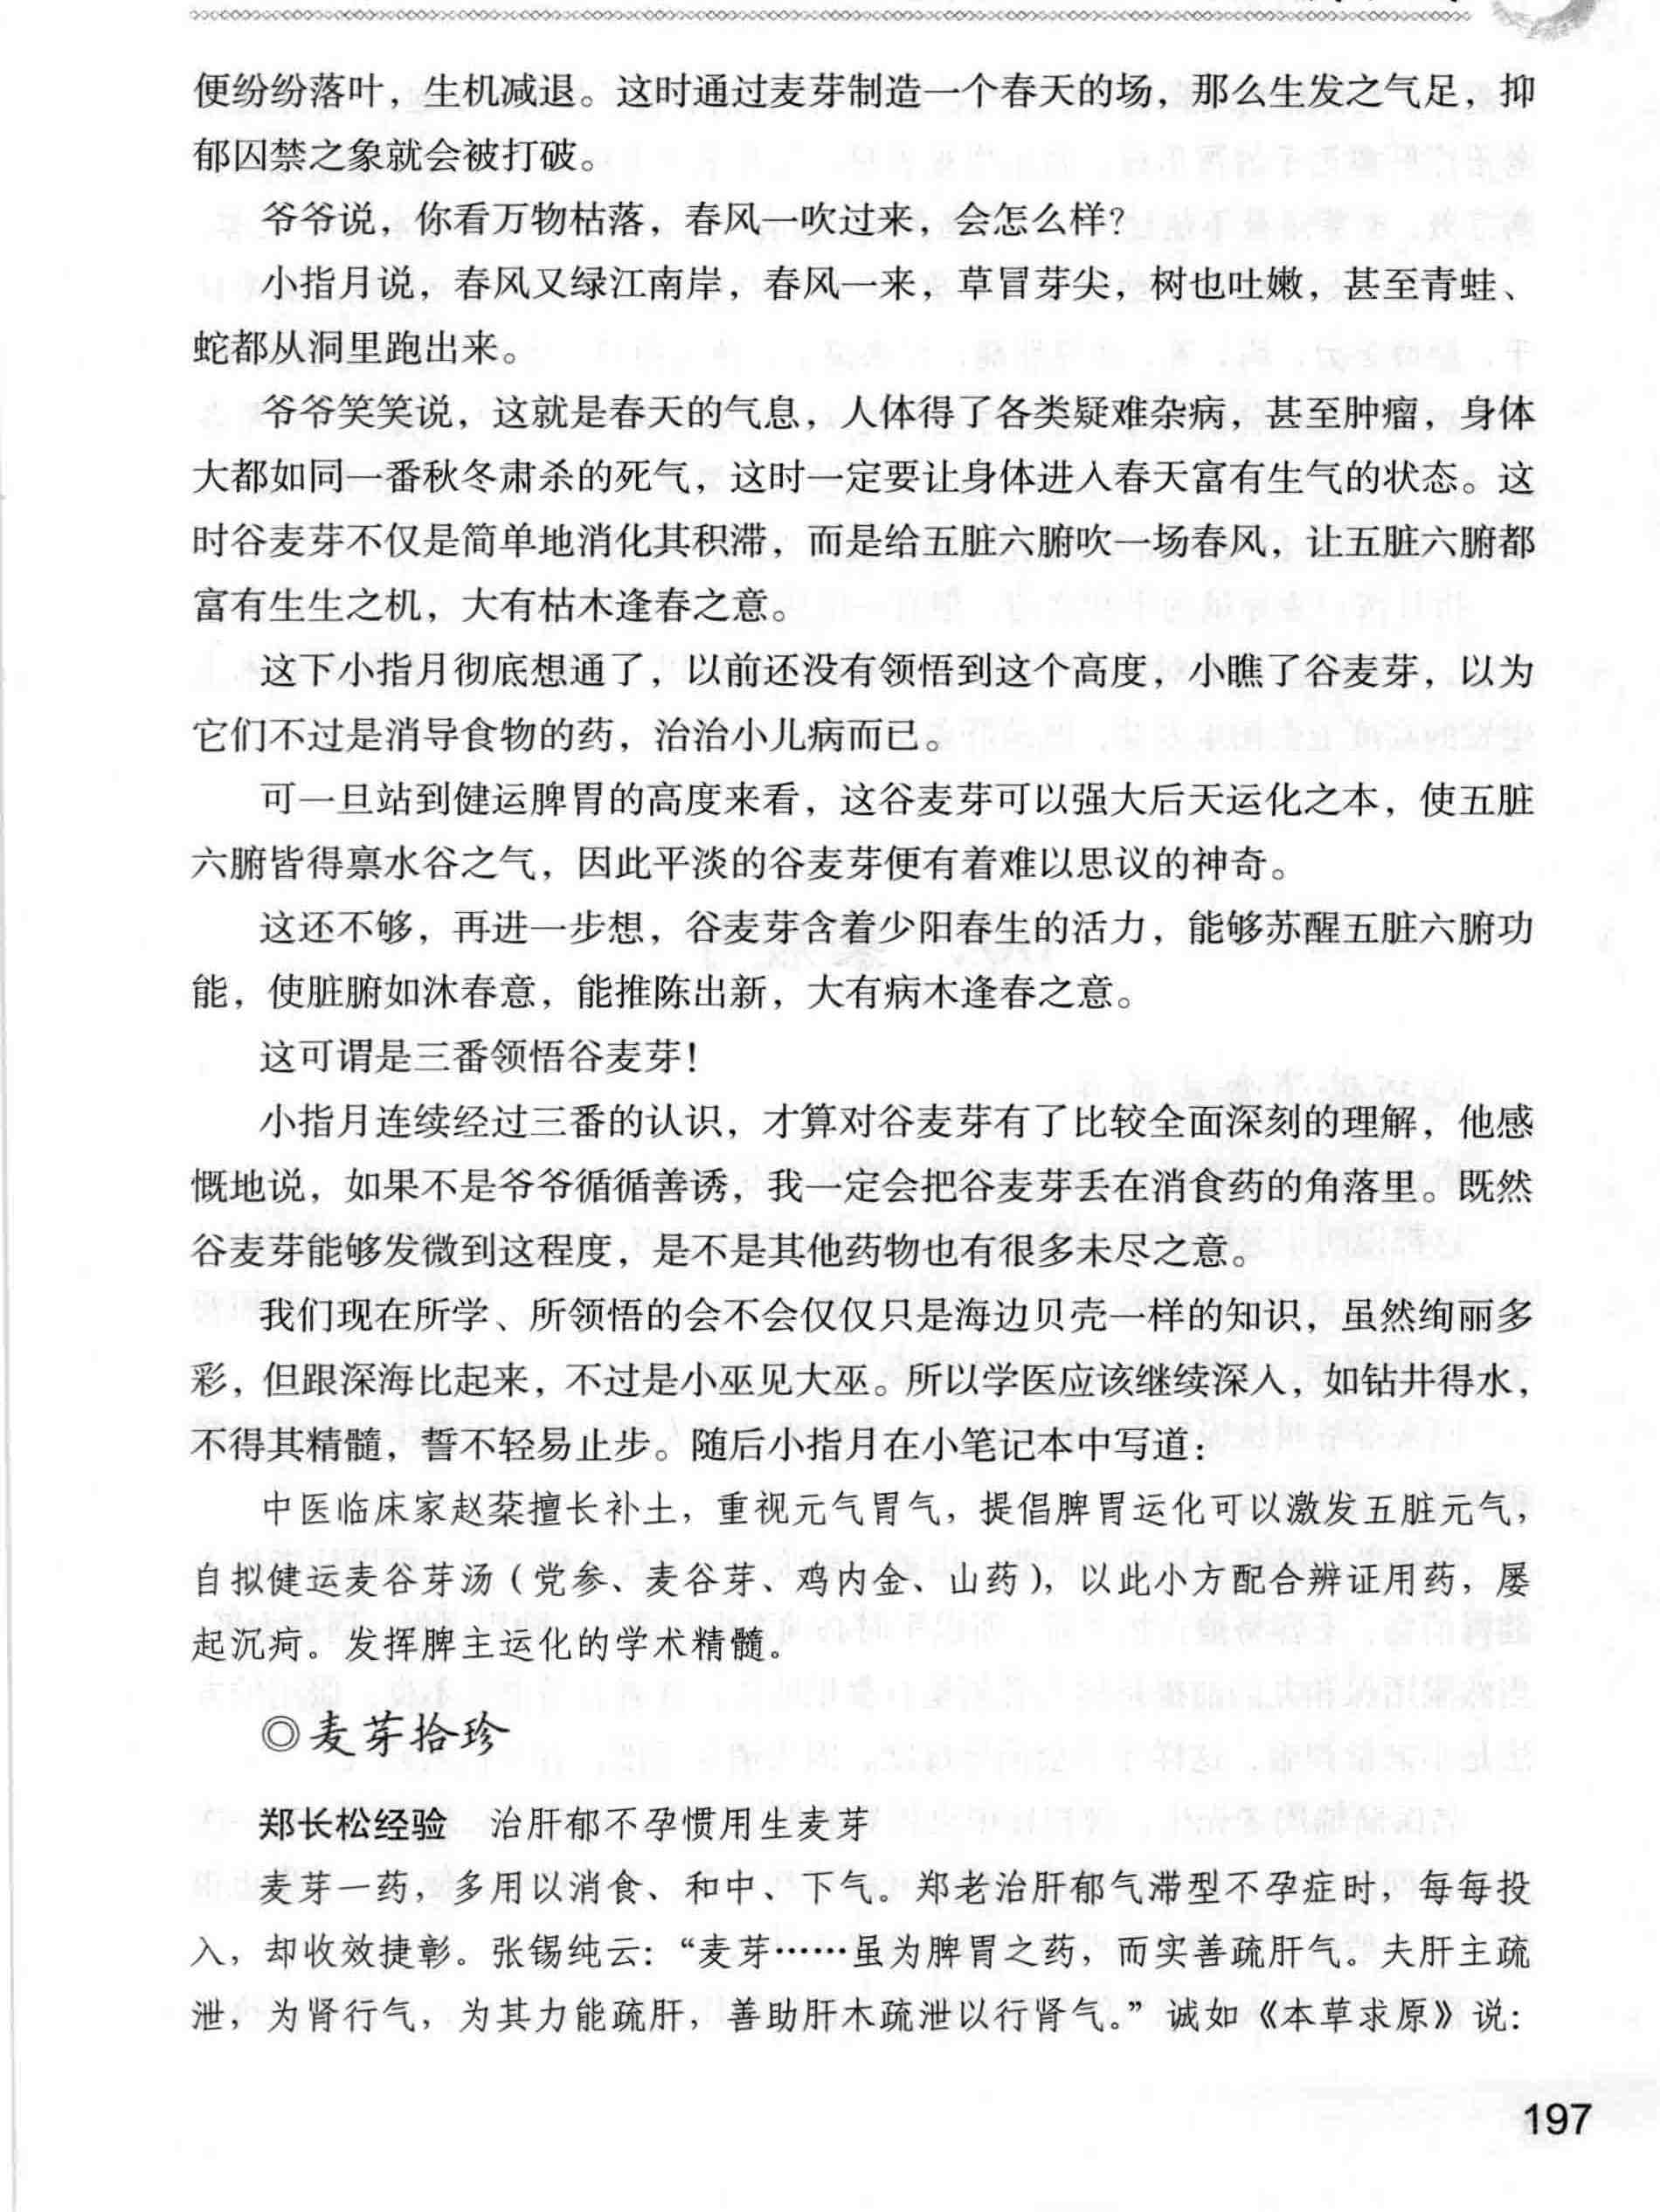 便纷纷落叶，生机减退。这时通过麦芽制造一个春天的场，那么生发之气足，抑
郁囚禁之象就会被打破。
爷爷说，你看万物枯落，春风一吹过来，会怎么样？
小指月说，春风又绿江南岸，春风一来，草冒芽尖，树也吐嫩，甚至青蛙、
蛇都从洞里跑出来。
爷爷笑笑说，这就是春天的气息，人体得了各类疑难杂病，甚至肿瘤，身体
大都如同一番秋冬肃杀的死气，这时一定要让身体进入春天富有生气的状态。这
时谷麦芽不仅是简单地消化其积滞，而是给五脏六腑吹一场春风，让五脏六腑都
富有生生之机，大有枯木逢春之意。
这下小指月彻底想通了，以前还没有领悟到这个高度，小瞧了谷麦芽，以为
它们不过是消导食物的药，治治小儿病而已。
可一旦站到健运脾胃的高度来看，这谷麦芽可以强大后天运化之本，使五脏
六腑皆得禀水谷之气，因此平淡的谷麦芽便有着难以思议的神奇。
这还不够，再进一步想，谷麦芽含着少阳春生的活力，能够苏醒五脏六腑功
能，使脏腑如沐春意，能推陈出新，大有病木逢春之意。
这可谓是三番领悟谷麦芽！
小指月连续经过三番的认识，才算对谷麦芽有了比较全面深刻的理解，他感
慨地说，如果不是爷爷循循善诱，我一定会把谷麦芽丢在消食药的角落里。既然
谷麦芽能够发微到这程度，是不是其他药物也有很多未尽之意。
我们现在所学、所领悟的会不会仅仅只是海边贝壳一样的知识，虽然绚丽多
彩，但跟深海比起来，不过是小巫见大巫。所以学医应该继续深入，如钻井得水，
不得其精髓，誓不轻易止步。随后小指月在小笔记本中写道：
中医临床家赵棻擅长补土，重视元气胃气，提倡脾胃运化可以激发五脏元气，
自拟健运麦谷芽汤（党参、麦谷芽、鸡内金、山药），以此小方配合辨证用药，屡
起沉疴。发挥脾主运化的学术精髓。
◎麦芽拾珍
郑长松经验　治肝郁不孕惯用生麦芽
麦芽一药，多用以消食、和中、下气。郑老治肝郁气滞型不孕症时，每每投
入，却收效捷彰。张锡纯云：“麦芽……虽为脾胃之药，而实善疏肝气。夫肝主疏
泄，为肾行气，为其力能疏肝，善助肝木疏泄以行肾气。”诚如《本草求原》说：
197